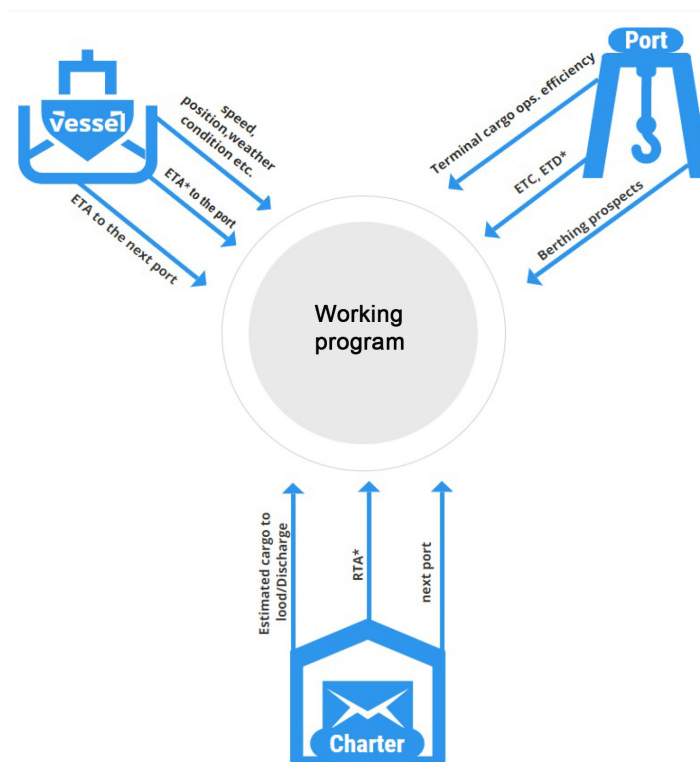 vessel
speed,
position,weather
condition etc.
ETA* to the port
ETA to the next port
Port
Terminal cargo ops. efficiency
ETC, ETD*
Berthing prospects
Working
program
Estimated cargo to
lood/Discharge
RTA*
next port
Charter